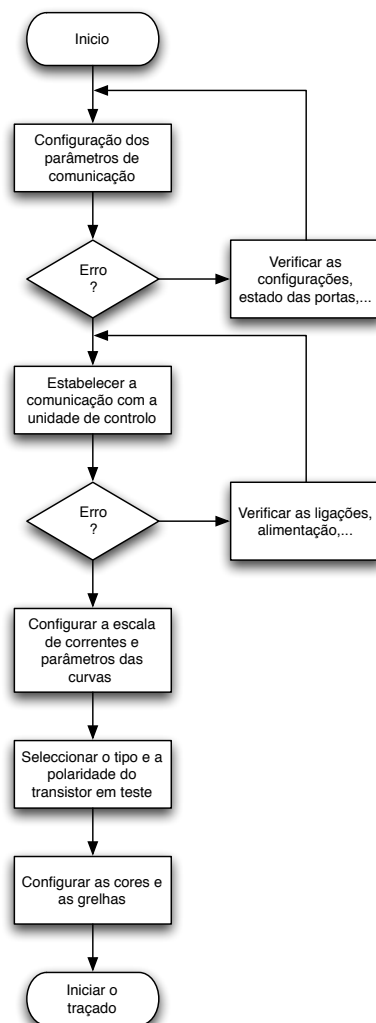 Inicio
Configuração dos
parâmetros de
comunicação
Erro
?
Verificar as
configurações,
estado das portas,...
Estabelecer a
comunicação com a
unidade de controlo
Erro
?
Verificar as ligações,
alimentação,...
Configurar a escala
de correntes e
parâmetros das
curvas
Seleccionar o tipo e a
polaridade do
transistor em teste
Configurar as cores e
as grelhas
Iniciar o
traçado